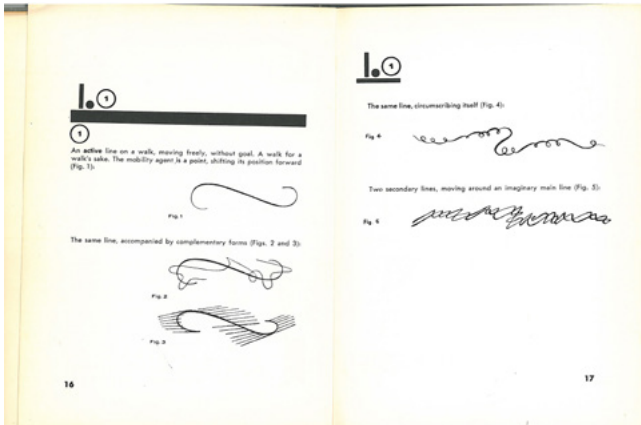 I. 1
1
An active line on a walk, moving freely, without goal. A walk for a
walk's sake. The mobility agent is a point, shifting its position forward
(Fig. 1):
Fig. 1
The same line, accompanied by complementary forms (Figs. 2 and 3):
Fig. 2
Fig. 3
16
I. 1
The same line, circumscribing itself (Fig. 4):
Fig. 4
Two secondary lines, moving around an imaginary main line (Fig. 5):
Fig. 5
17